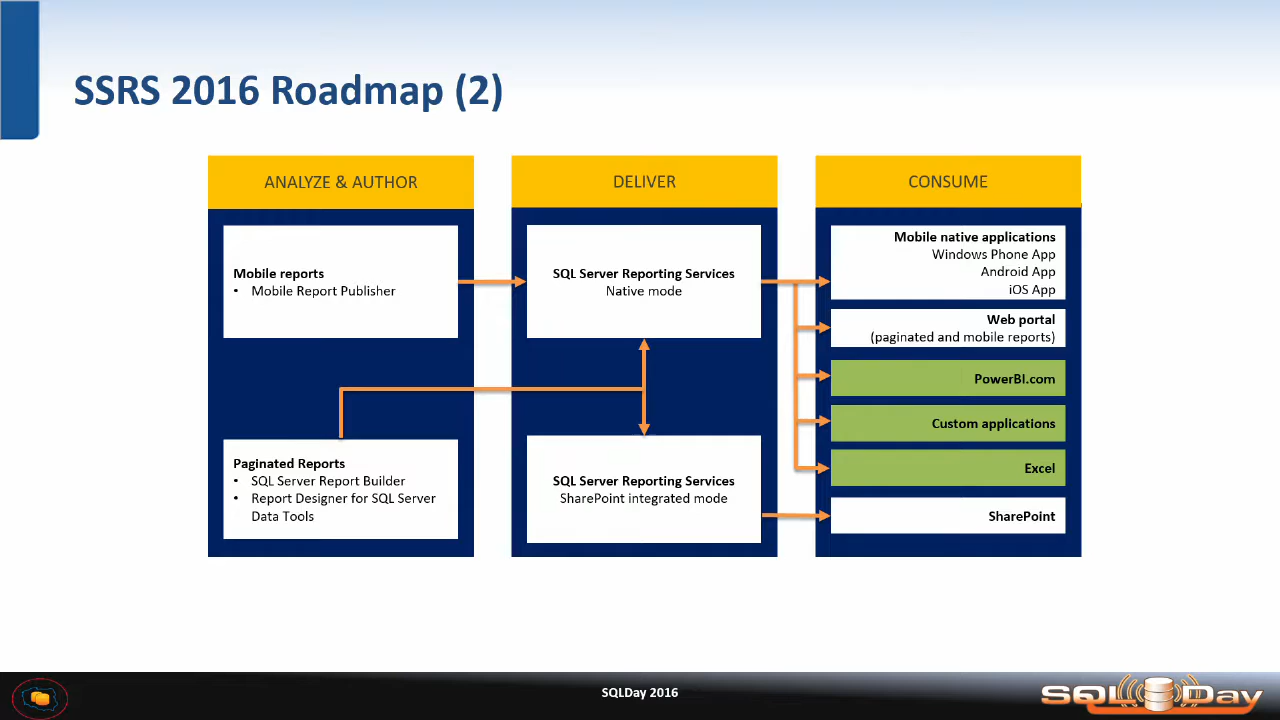 SSRS 2016 Roadmap (2)
ANALYZE & AUTHOR
Mobile reports
• Mobile Report Publisher
Paginated Reports
• SQL Server Report Builder
• Report Designer for SQL Server
Data Tools
DELIVER
SQL Server Reporting Services
Native mode
SQL Server Reporting Services
SharePoint integrated mode
CONSUME
Mobile native applications
Windows Phone App
Android App
iOS App
Web portal
(paginated and mobile reports)
PowerBI.com
Custom applications
Excel
SharePoint
SQLDay 2016
SQL Day